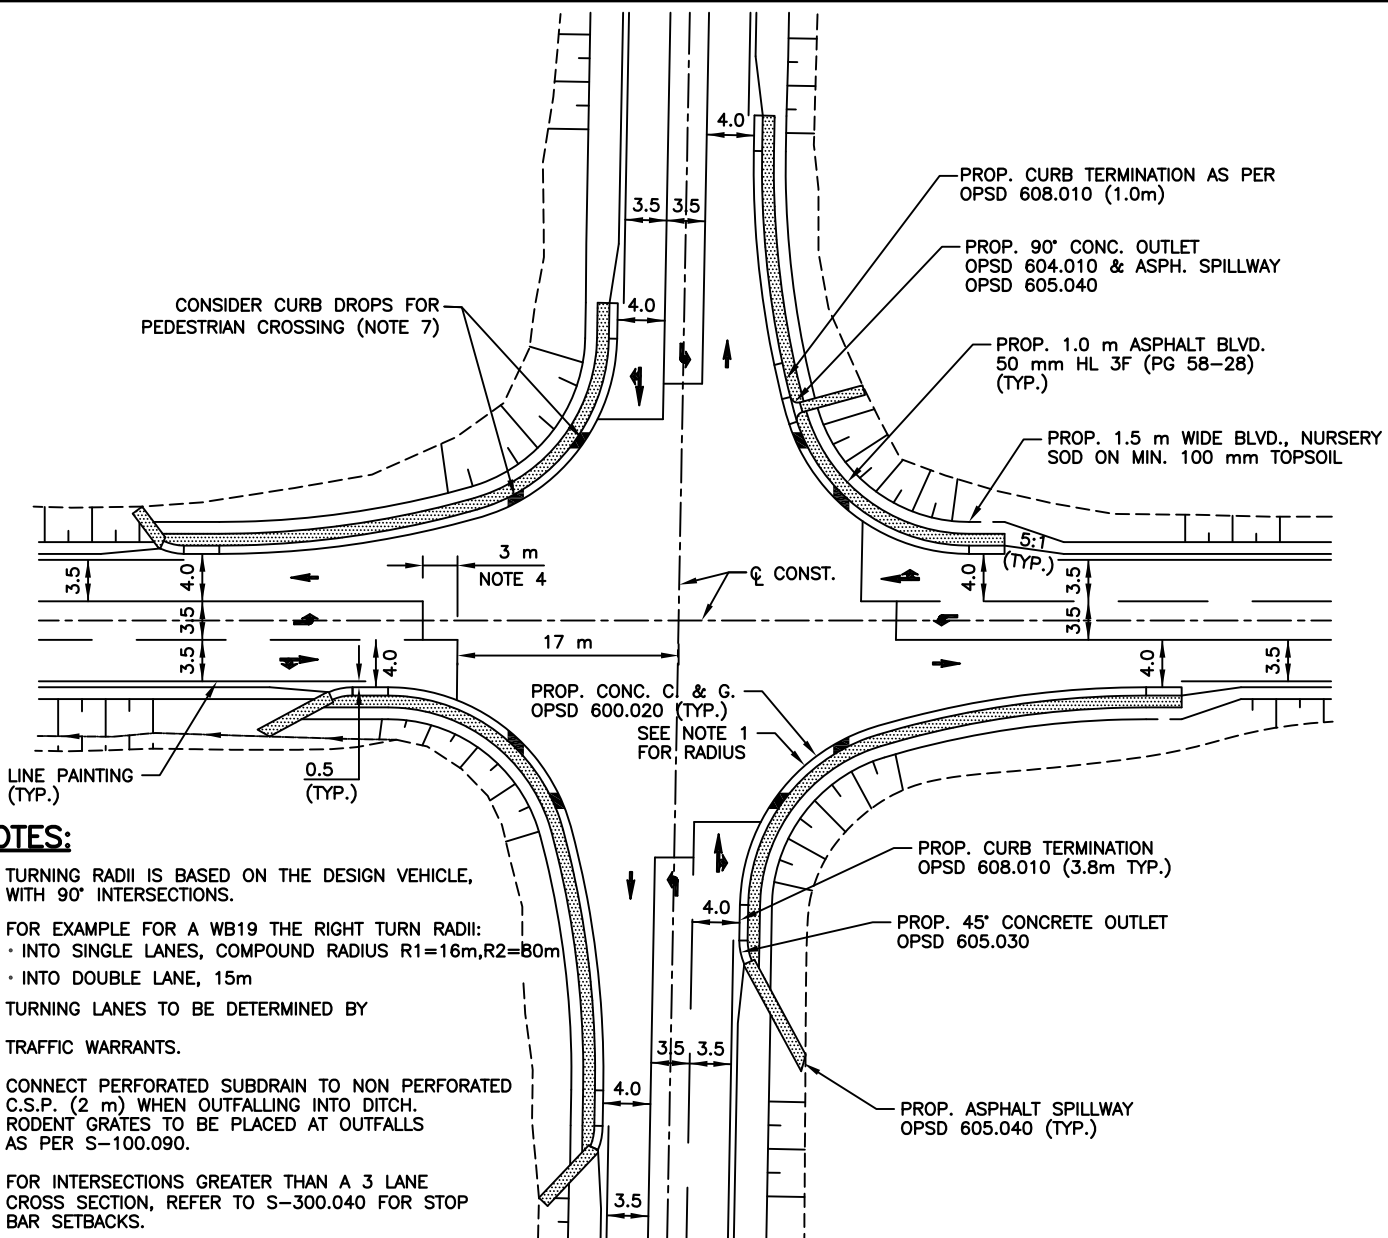 4.0
3.5
3.5
PROP. CURB TERMINATION AS PER
OPSD 608.010 (1.0m)
PROP. 90° CONC. OUTLET
OPSD 604.010 & ASPH. SPILLWAY
OPSD 605.040
CONSIDER CURB DROPS FOR
PEDESTRIAN CROSSING (NOTE 7)
4.0
PROP. 1.0 m ASPHALT BLVD.
50 mm HL 3F (PG 58-28)
(TYP.)
PROP. 1.5 m WIDE BLVD., NURSERY
SOD ON MIN. 100 mm TOPSOIL
5:1
(TYP.)
3 m
NOTE 4
℄ CONST.
3.5
4.0
3.5
3.5
4.0
3.5
3.5
17 m
4.0
4.0
3.5
PROP. CONC. C. & G.
OPSD 600.020 (TYP.)
SEE NOTE 1
FOR RADIUS
LINE PAINTING
(TYP.)
0.5
(TYP.)
OTES:
TURNING RADII IS BASED ON THE DESIGN VEHICLE,
WITH 90° INTERSECTIONS.
FOR EXAMPLE FOR A WB19 THE RIGHT TURN RADII:
· INTO SINGLE LANES, COMPOUND RADIUS R1=16m,R2=80m
· INTO DOUBLE LANE, 15m
TURNING LANES TO BE DETERMINED BY
TRAFFIC WARRANTS.
CONNECT PERFORATED SUBDRAIN TO NON PERFORATED
C.S.P. (2 m) WHEN OUTFALLING INTO DITCH.
RODENT GRATES TO BE PLACED AT OUTFALLS
AS PER S-100.090.
FOR INTERSECTIONS GREATER THAN A 3 LANE
CROSS SECTION, REFER TO S-300.040 FOR STOP
BAR SETBACKS.
PROP. CURB TERMINATION
OPSD 608.010 (3.8m TYP.)
4.0
PROP. 45° CONCRETE OUTLET
OPSD 605.030
3.5
3.5
4.0
PROP. ASPHALT SPILLWAY
OPSD 605.040 (TYP.)
3.5